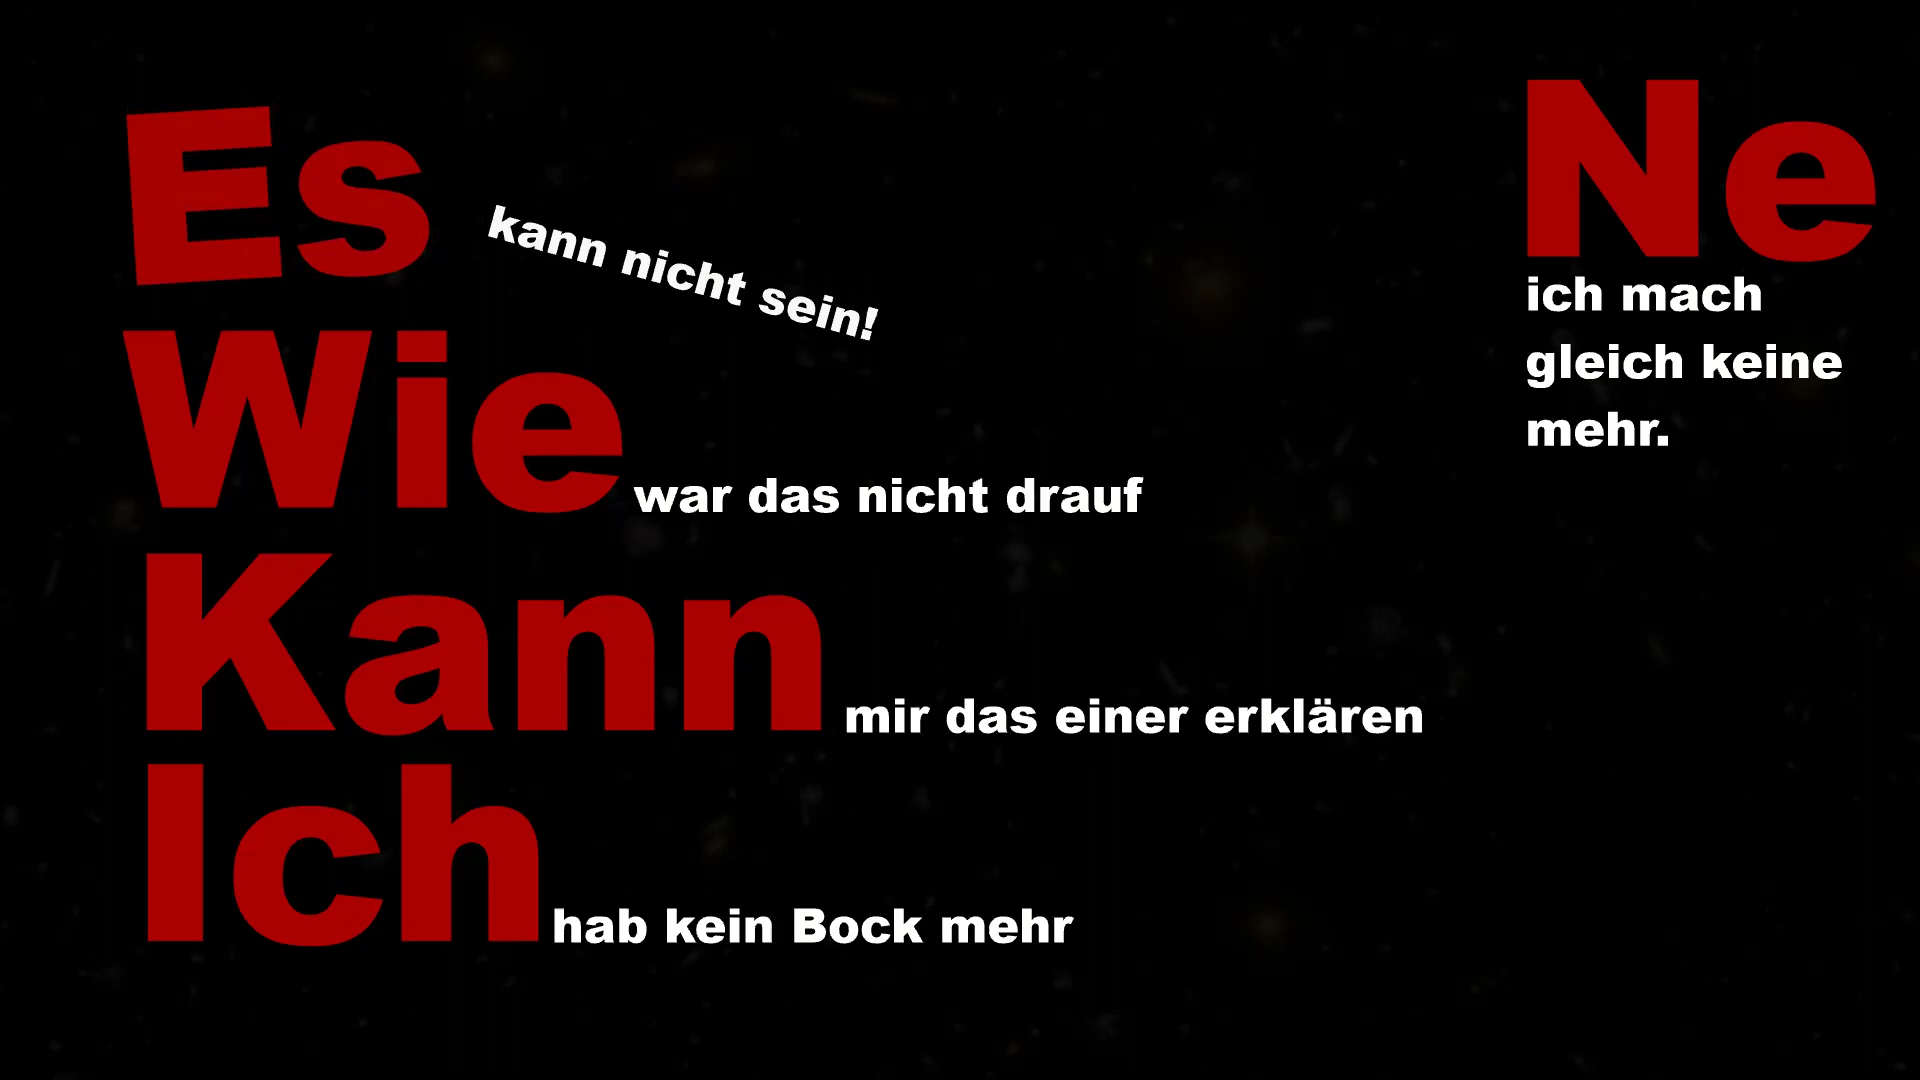 Es kann nicht sein!
Wie war das nicht drauf
Kann mir das einer erklären
Ich hab kein Bock mehr
Ne
ich mach
gleich keine
mehr.